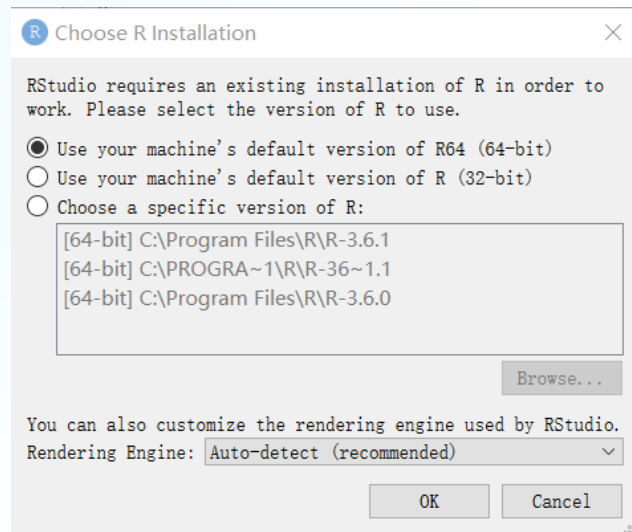 R Choose R Installation
RStudio requires an existing installation of R in order to
work. Please select the version of R to use.
Use your machine's default version of R64 (64-bit)
Use your machine's default version of R (32-bit)
Choose a specific version of R:
[64-bit] C:\Program Files\R\R-3.6.1
[64-bit] C:\PROGRA~1\R\R-36~1.1
[64-bit] C:\Program Files\R\R-3.6.0
Browse...
You can also customize the rendering engine used by RStudio.
Rendering Engine: Auto-detect (recommended)
OK Cancel